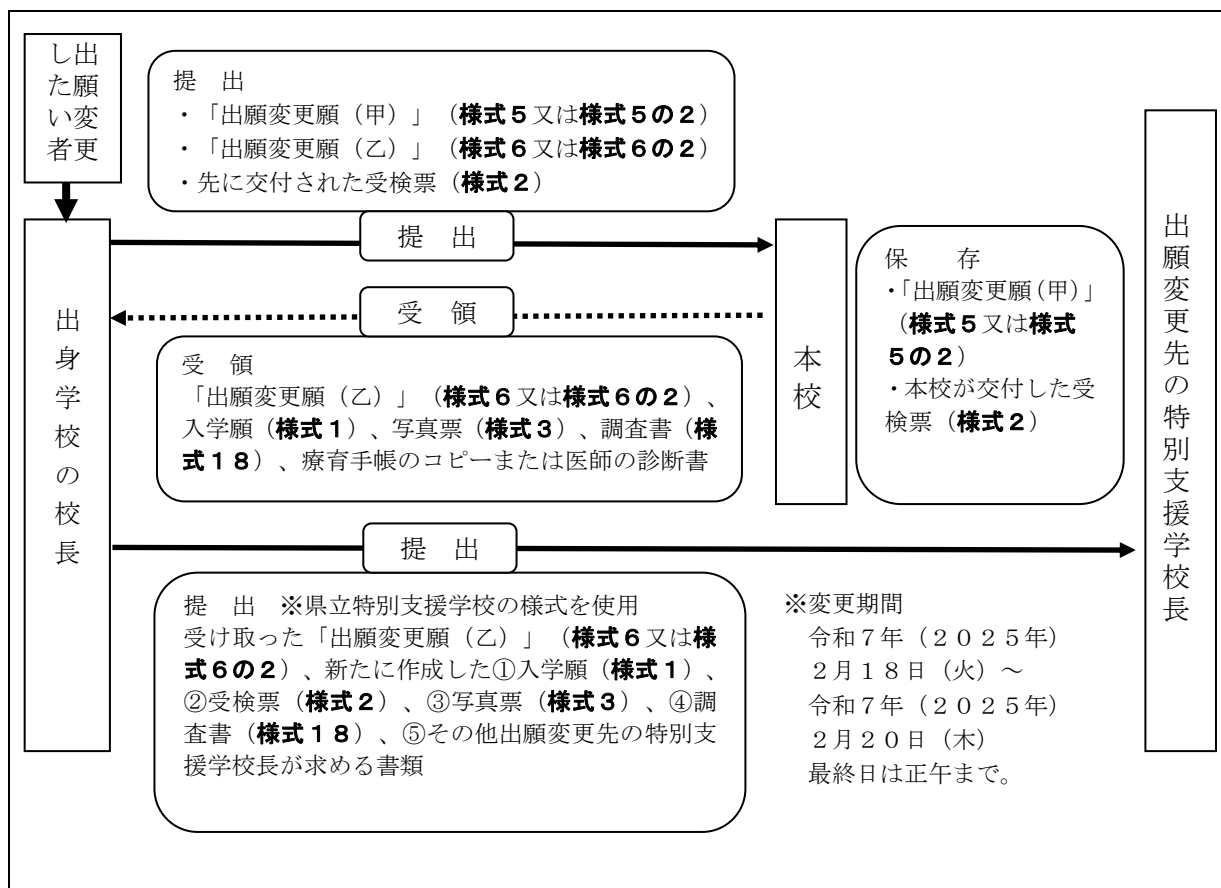 出願変更
した い者
提　出
・「出願変更願（甲）」（様式５又は様式５の２）
・「出願変更願（乙）」（様式６又は様式６の２）
・先に交付された受検票（様式２）
提　出
受　領
受　領
「出願変更願（乙）」（様式６又は様式６の２）、
入学願（様式１）、写真票（様式３）、調査書（様
式１８）、療育手帳のコピーまたは医師の診断書
出身学校の校長
本校
保　　存
・「出願変更願（甲）」
（様式５又は様式
５の２）
・本校が交付した受
検票（様式２）
出願変更先の特別支援学校長
提　出
提　出　※県立特別支援学校の様式を使用
受け取った「出願変更願（乙）」（様式６又は様
式６の２）、新たに作成した①入学願（様式１）、
②受検票（様式２）、③写真票（様式３）、④調
査書（様式１８）、⑤その他出願変更先の特別支
援学校長が求める書類
※変更期間
令和７年（２０２５年）
２月１８日（火）～
令和７年（２０２５年）
２月２０日（木）
最終日は正午まで。